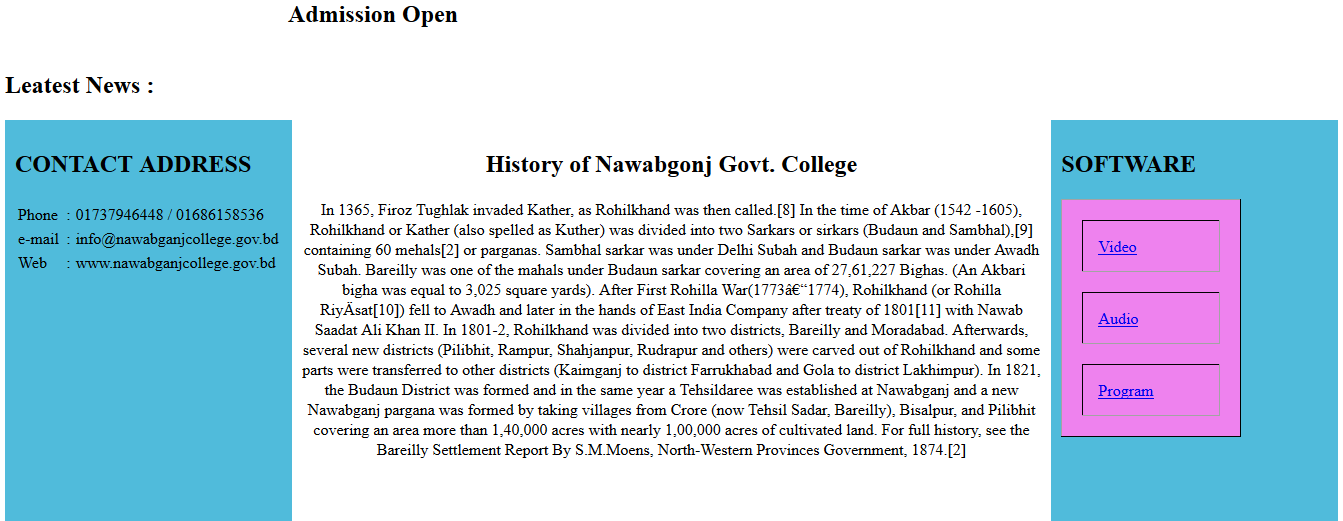 Admission Open
Leatest News :
CONTACT ADDRESS
Phone : 01737946448 / 01686158536
e-mail : info@nawabganjcollege.gov.bd
Web : www.nawabganjcollege.gov.bd
History of Nawabgonj Govt. College
In 1365, Firoz Tughlak invaded Kather, as Rohilkhand was then called.[8] In the time of Akbar (1542 -1605),
Rohilkhand or Kather (also spelled as Kuther) was divided into two Sarkars or sirkars (Budaun and Sambhal),[9]
containing 60 mehals[2] or parganas. Sambhal sarkar was under Delhi Subah and Budaun sarkar was under Awadh
Subah. Bareilly was one of the mahals under Budaun sarkar covering an area of 27,61,227 Bighas. (An Akbari
bigha was equal to 3,025 square yards). After First Rohilla War(1773â€“1774), Rohilkhand (or Rohilla
RiyÄsat[10]) fell to Awadh and later in the hands of East India Company after treaty of 1801[11] with Nawab
Saadat Ali Khan II. In 1801-2, Rohilkhand was divided into two districts, Bareilly and Moradabad. Afterwards,
several new districts (Pilibhit, Rampur, Shahjanpur, Rudrapur and others) were carved out of Rohilkhand and some
parts were transferred to other districts (Kaimganj to district Farrukhabad and Gola to district Lakhimpur). In 1821,
the Budaun District was formed and in the same year a Tehsildaree was established at Nawabganj and a new
Nawabganj pargana was formed by taking villages from Crore (now Tehsil Sadar, Bareilly), Bisalpur, and Pilibhit
covering an area more than 1,40,000 acres with nearly 1,00,000 acres of cultivated land. For full history, see the
Bareilly Settlement Report By S.M.Moens, North-Western Provinces Government, 1874.[2]
SOFTWARE
Video
Audio
Program